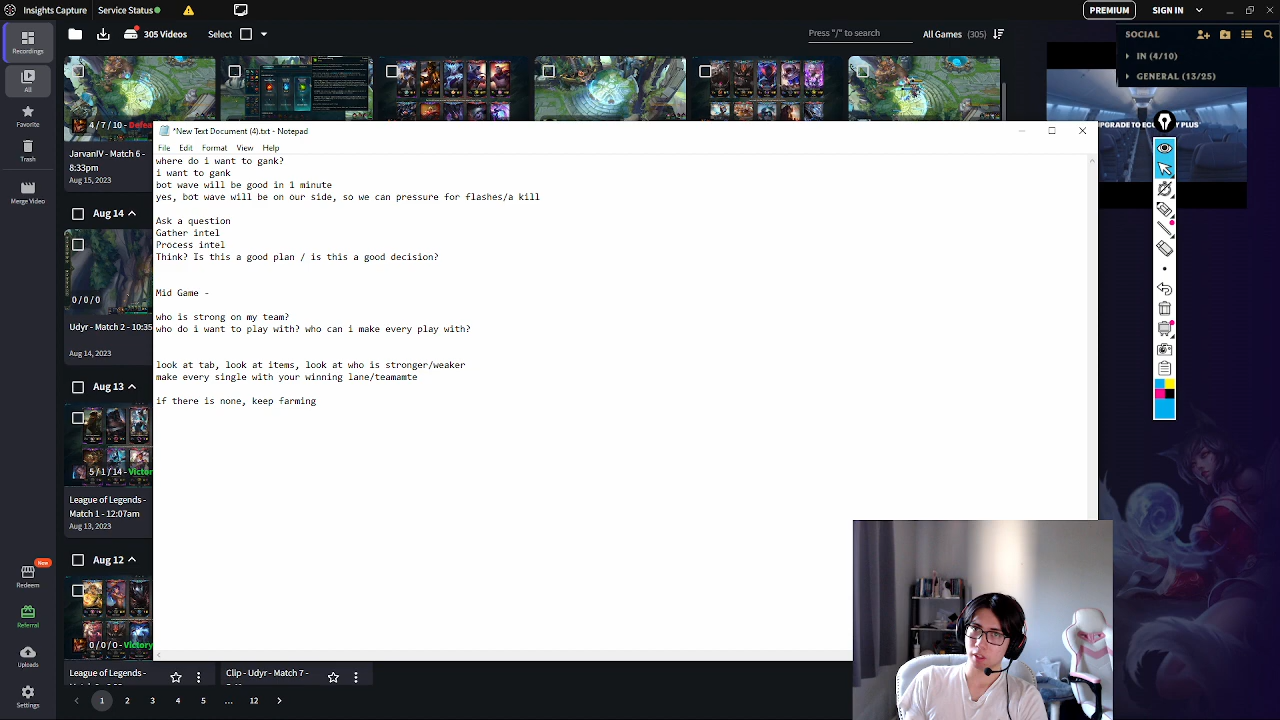 Insights Capture
Service Status
PREMIUM
SIGN IN
Recordings
305 Videos
Select
Press "/" to search
All Games (305)
SOCIAL
IN (4/10)
GENERAL (13/25)
All
Favorite
Trash
Merge Video
4 / 7 / 10 - Defea
JarvanIV - Match 6 -
8:33pm
Aug 15, 2023
Aug 14
0 / 0 / 0
Udyr - Match 2 - 10:35
Aug 14, 2023
Aug 13
5 / 1 / 14 - Victor
League of Legends -
Match 1 - 12:07am
Aug 13, 2023
Aug 12
0 / 0 / 0 - Victory
League of Legends -
Clip - Udyr - Match 7 -
*New Text Document (4).txt - Notepad
File Edit Format View Help
where do i want to gank?
i want to gank
bot wave will be good in 1 minute
yes, bot wave will be on our side, so we can pressure for flashes/a kill
Ask a question
Gather intel
Process intel
Think? Is this a good plan / is this a good decision?
Mid Game -
who is strong on my team?
who do i want to play with? who can i make every play with?
look at tab, look at items, look at who is stronger/weaker
make every single with your winning lane/teamamte
if there is none, keep farming
New
Redeem
Referral
Uploads
Settings
1 2 3 4 5 ... 12